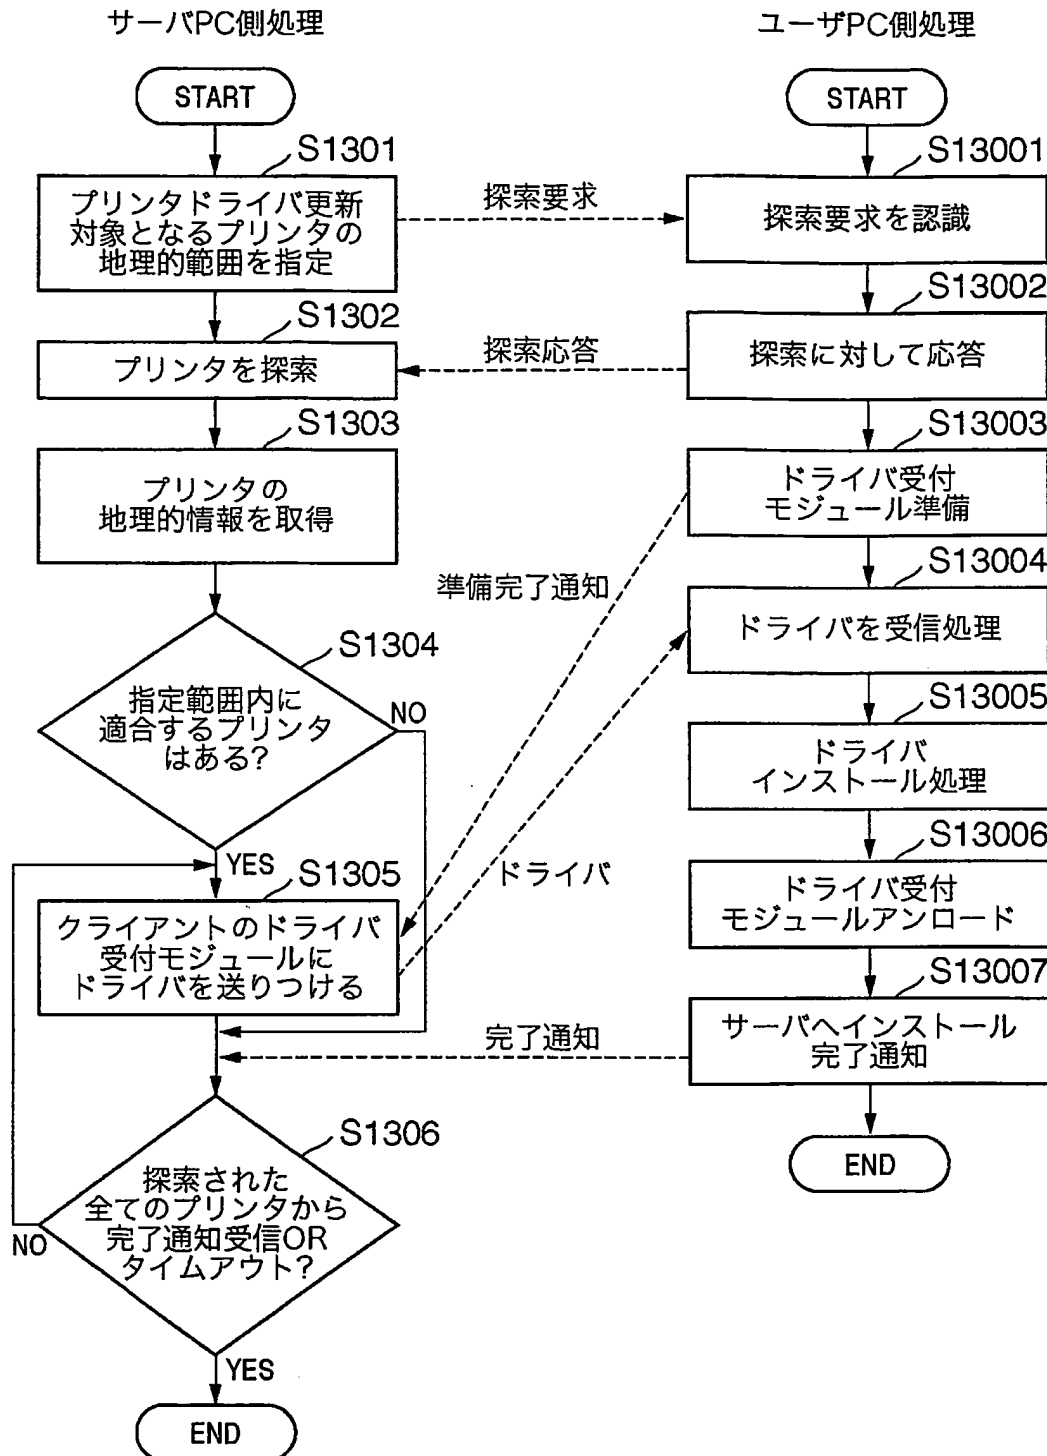 サーバPC側処理
START
S1301
プリンタドライバ更新
対象となるプリンタの
地理的範囲を指定
S1302
プリンタを探索
S1303
プリンタの
地理的情報を取得
S1304
指定範囲内に
適合するプリンタ
はある?
NO
YES
S1305
クライアントのドライバ
受付モジュールに
ドライバを送りつける
S1306
探索された
全てのプリンタから
完了通知受信OR
タイムアウト?
NO
YES
END
探索要求
探索応答
準備完了通知
ドライバ
完了通知
ユーザPC側処理
START
S13001
探索要求を認識
S13002
探索に対して応答
S13003
ドライバ受付
モジュール準備
S13004
ドライバを受信処理
S13005
ドライバ
インストール処理
S13006
ドライバ受付
モジュールアンロード
S13007
サーバへインストール
完了通知
END